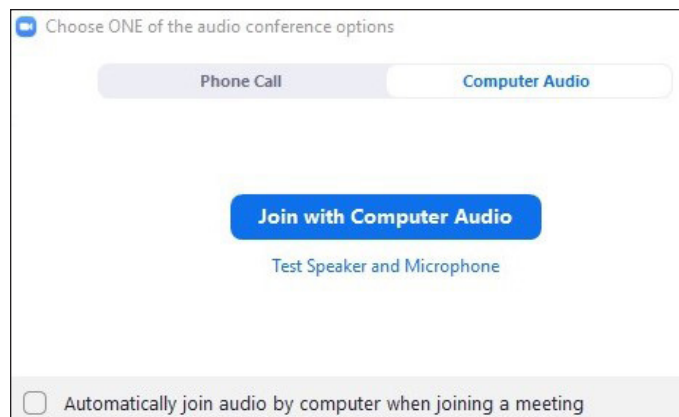 Choose ONE of the audio conference options
Phone Call
Computer Audio
Join with Computer Audio
Test Speaker and Microphone
Automatically join audio by computer when joining a meeting